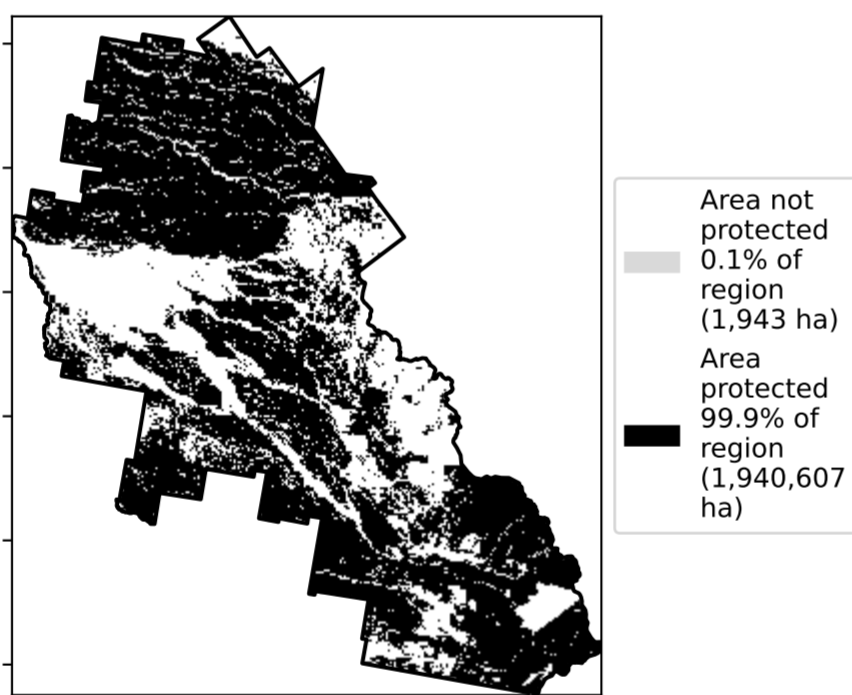 Area not
protected
0.1% of
region
(1,943 ha)
Area
protected
99.9% of
region
(1,940,607
ha)